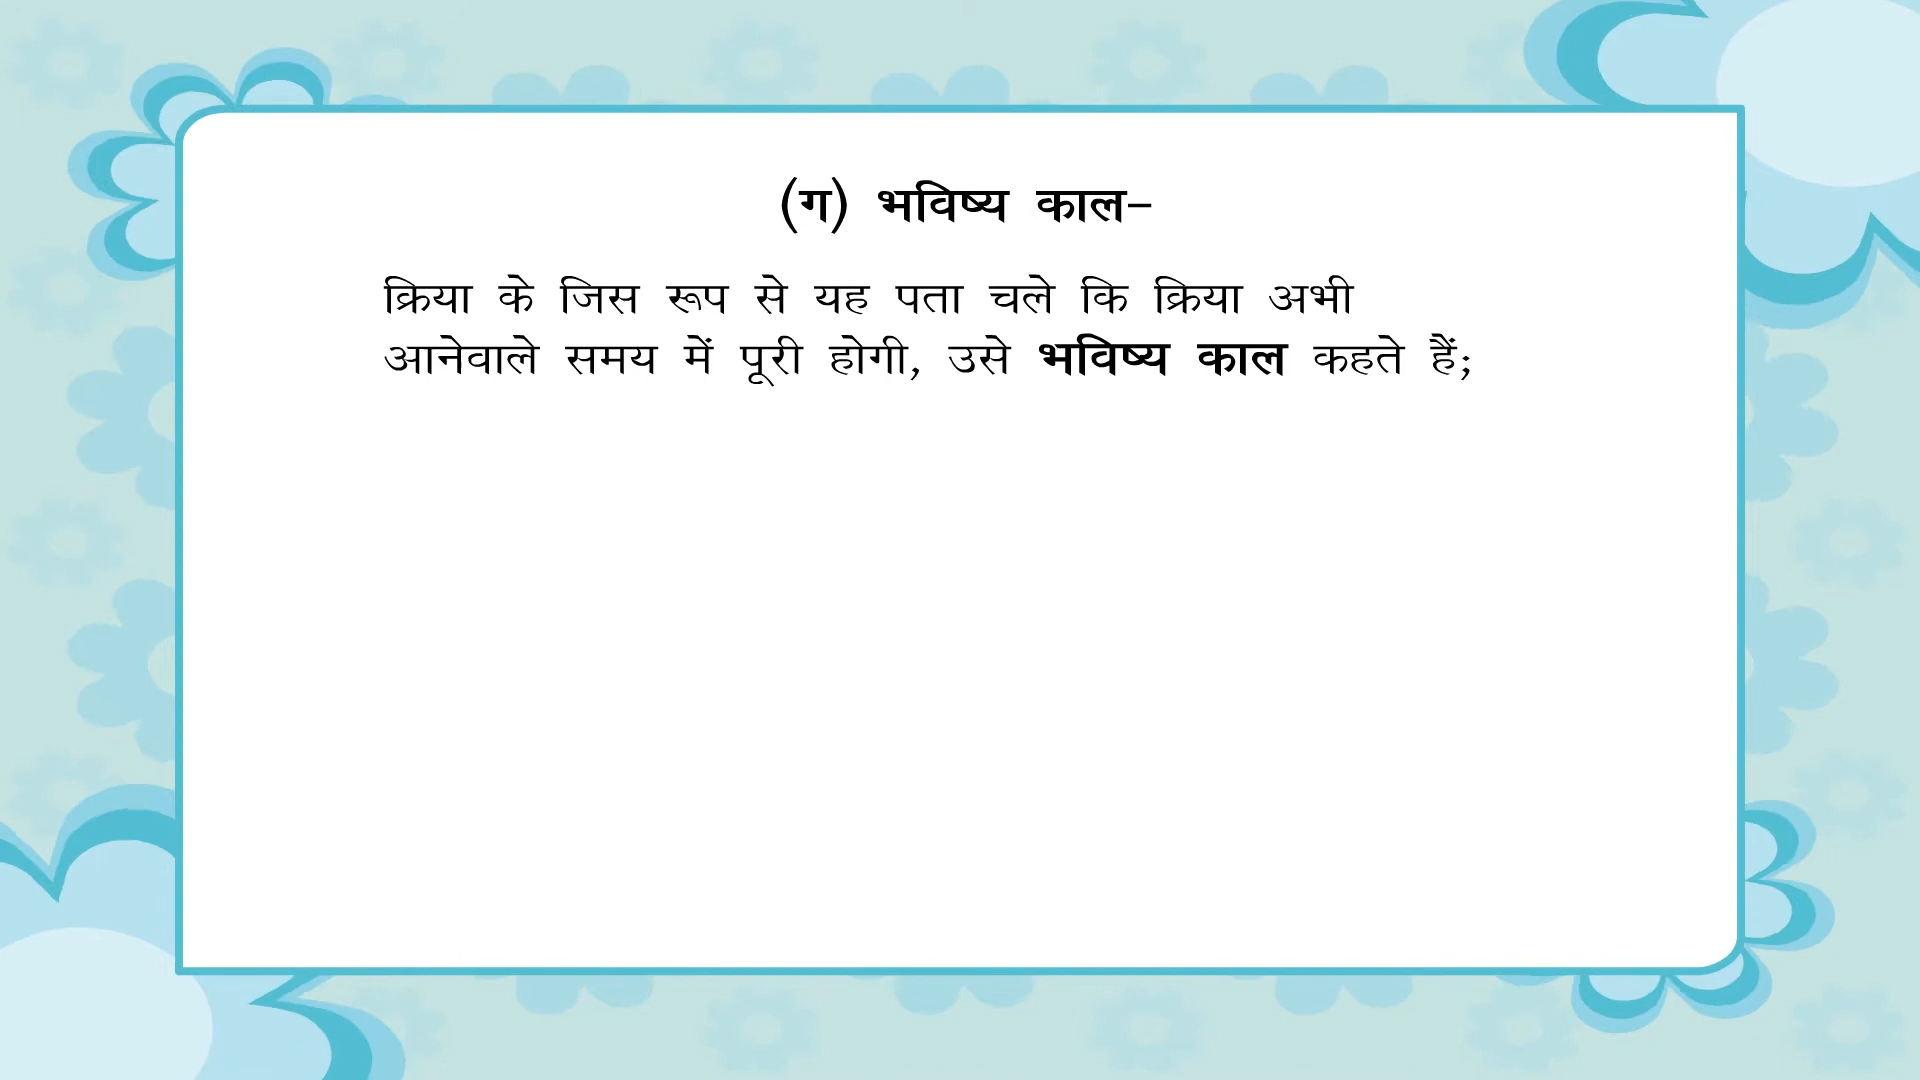 (ग) भविष्य काल–
क्रिया के जिस रूप से यह पता चले कि क्रिया अभी
आनेवाले समय में पूरी होगी, उसे भविष्य काल कहते हैं;